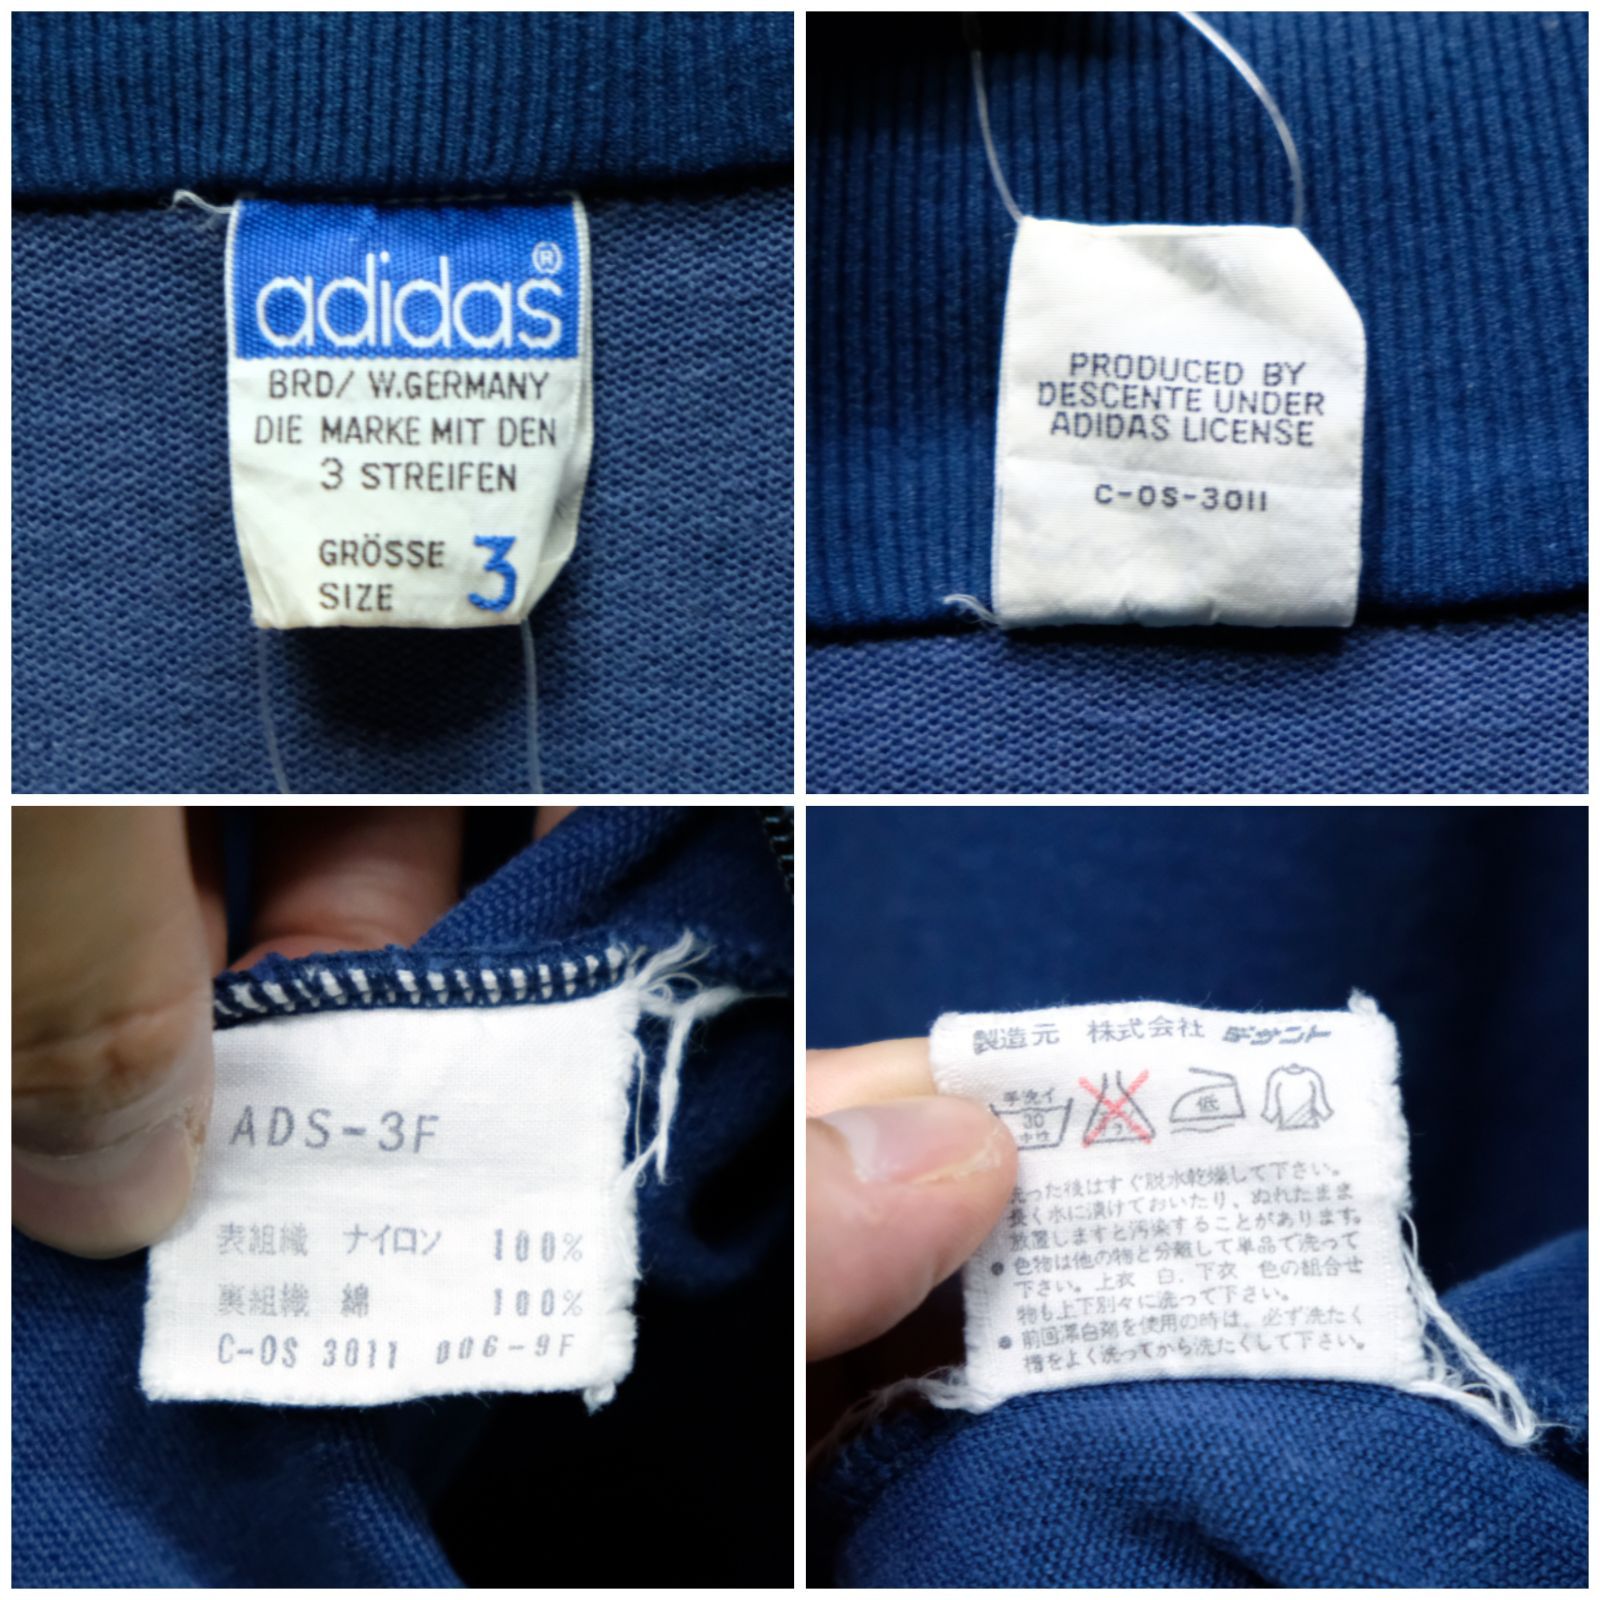 adidas®
BRD/ W.GERMANY
DIE MARKE MIT DEN
3 STREIFEN
GRÖSSE
SIZE 3
PRODUCED BY
DESCENTE UNDER
ADIDAS LICENSE
C-OS-3011
ADS-3F
表組織 ナイロン 100%
裏組織 綿 100%
C-OS 3011 006-9F
製造元 株式会社 デサント
手洗イ
30
低
洗った後はすぐ脱水乾燥して下さい。
長く水に漬けておいたり、ぬれたまま
放置しますと汚染することがあります。
●色物は他の物と分離して単品で洗って
下さい。上衣 白、下衣 色の組合せ
物も上下別々に洗って下さい。
●前回漂白剤を使用の時は、必ず洗たく
槽をよく洗ってから洗たくして下さい。